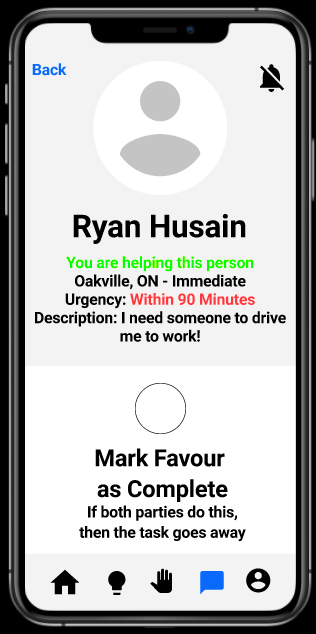 Back
Ryan Husain
You are helping this person
Oakville, ON - Immediate
Urgency: Within 90 Minutes
Description: I need someone to drive
me to work!
Mark Favour
as Complete
If both parties do this,
then the task goes away